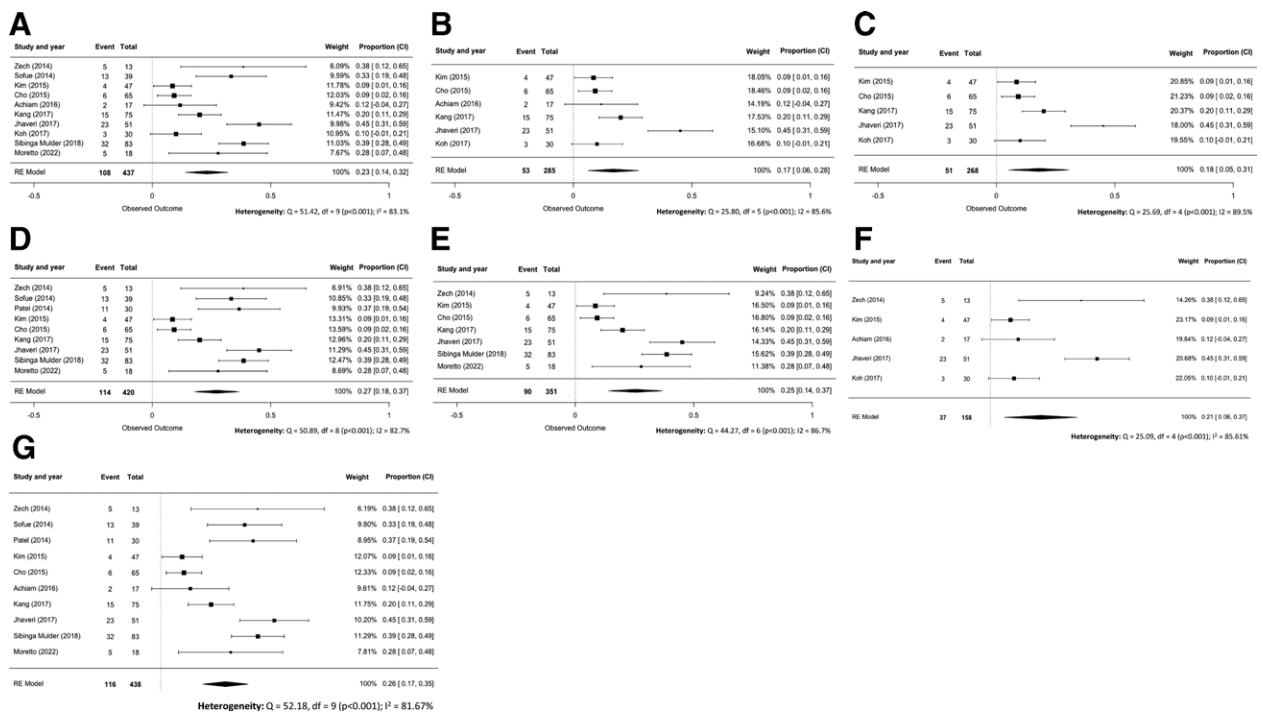 A
Study and year Event Total Weight Proportion (CI)
Zech (2014) 5 13 6.09% 0.38 [0.12, 0.65]
Sofue (2014) 13 39 9.59% 0.33 [0.19, 0.48]
Kim (2015) 4 47 11.78% 0.09 [0.01, 0.16]
Cho (2015) 6 65 12.03% 0.09 [0.02, 0.16]
Achiam (2016) 2 17 9.42% 0.12 [-0.04, 0.27]
Kang (2017) 15 75 11.47% 0.20 [0.11, 0.29]
Jhaveri (2017) 23 51 9.98% 0.45 [0.31, 0.59]
Koh (2017) 3 30 10.95% 0.10 [-0.01, 0.21]
Sibinga Mulder (2018) 32 83 11.03% 0.39 [0.28, 0.49]
Moretto (2022) 5 18 7.67% 0.28 [0.07, 0.48]
RE Model 108 437 100% 0.23 [0.14, 0.32]
-0.5 0 0.5 1
Observed Outcome
Heterogeneity: Q = 51.42, df = 9 (p<0.001); I² = 83.1%
B
Study and year Event Total Weight Proportion (CI)
Kim (2015) 4 47 18.05% 0.09 [0.01, 0.16]
Cho (2015) 6 65 18.46% 0.09 [0.02, 0.16]
Achiam (2016) 2 17 14.19% 0.12 [-0.04, 0.27]
Kang (2017) 15 75 17.53% 0.20 [0.11, 0.29]
Jhaveri (2017) 23 51 15.10% 0.45 [0.31, 0.59]
Koh (2017) 3 30 16.68% 0.10 [-0.01, 0.21]
RE Model 53 285 100% 0.17 [0.06, 0.28]
-0.5 0 0.5 1
Observed Outcome
Heterogeneity: Q = 25.80, df = 5 (p<0.001); I2 = 85.6%
C
Study and year Event Total Weight Proportion (CI)
Kim (2015) 4 47 20.85% 0.09 [0.01, 0.16]
Cho (2015) 6 65 21.23% 0.09 [0.02, 0.16]
Kang (2017) 15 75 20.37% 0.20 [0.11, 0.29]
Jhaveri (2017) 23 51 18.00% 0.45 [0.31, 0.59]
Koh (2017) 3 30 19.55% 0.10 [-0.01, 0.21]
RE Model 51 268 100% 0.18 [0.05, 0.31]
-0.5 0 0.5 1
Observed Outcome
Heterogeneity: Q = 25.69, df = 4 (p<0.001); I2 = 89.5%
D
Study and year Event Total Weight Proportion (CI)
Zech (2014) 5 13 6.91% 0.38 [0.12, 0.65]
Sofue (2014) 13 39 10.85% 0.33 [0.19, 0.48]
Patel (2014) 11 30 9.93% 0.37 [0.19, 0.54]
Kim (2015) 4 47 13.31% 0.09 [0.01, 0.16]
Cho (2015) 6 65 13.59% 0.09 [0.02, 0.16]
Kang (2017) 15 75 12.96% 0.20 [0.11, 0.29]
Jhaveri (2017) 23 51 11.29% 0.45 [0.31, 0.59]
Sibinga Mulder (2018) 32 83 12.47% 0.39 [0.28, 0.49]
Moretto (2022) 5 18 8.69% 0.28 [0.07, 0.48]
RE Model 114 420 100% 0.27 [0.18, 0.37]
-0.5 0 0.5 1
Observed Outcome
Heterogeneity: Q = 50.89, df = 8 (p<0.001); I2 = 82.7%
E
Study and year Event Total Weight Proportion (CI)
Zech (2014) 5 13 9.24% 0.38 [0.12, 0.65]
Kim (2015) 4 47 16.50% 0.09 [0.01, 0.16]
Cho (2015) 6 65 16.80% 0.09 [0.02, 0.16]
Kang (2017) 15 75 16.14% 0.20 [0.11, 0.29]
Jhaveri (2017) 23 51 14.33% 0.45 [0.31, 0.59]
Sibinga Mulder (2018) 32 83 15.62% 0.39 [0.28, 0.49]
Moretto (2022) 5 18 11.38% 0.28 [0.07, 0.48]
RE Model 90 351 100% 0.25 [0.14, 0.37]
-0.5 0 0.5 1
Observed Outcome
Heterogeneity: Q = 44.27, df = 6 (p<0.001); I2 = 86.7%
F
Study and year Event Total Weight Proportion (CI)
Zech (2014) 5 13 14.26% 0.38 [0.12, 0.65]
Kim (2015) 4 47 23.17% 0.09 [0.01, 0.16]
Achiam (2016) 2 17 19.84% 0.12 [-0.04, 0.27]
Jhaveri (2017) 23 51 20.68% 0.45 [0.31, 0.59]
Koh (2017) 3 30 22.05% 0.10 [-0.01, 0.21]
RE Model 37 158 100% 0.21 [0.06, 0.37]
Heterogeneity: Q = 25.09, df = 4 (p<0.001); I² = 85.61%
G
Study and year Event Total Weight Proportion (CI)
Zech (2014) 5 13 6.19% 0.38 [0.12, 0.65]
Sofue (2014) 13 39 9.80% 0.33 [0.19, 0.48]
Patel (2014) 11 30 8.95% 0.37 [0.19, 0.54]
Kim (2015) 4 47 12.07% 0.09 [0.01, 0.16]
Cho (2015) 6 65 12.33% 0.09 [0.02, 0.16]
Achiam (2016) 2 17 9.61% 0.12 [-0.04, 0.27]
Kang (2017) 15 75 11.75% 0.20 [0.11, 0.29]
Jhaveri (2017) 23 51 10.20% 0.45 [0.31, 0.59]
Sibinga Mulder (2018) 32 83 11.29% 0.39 [0.28, 0.49]
Moretto (2022) 5 18 7.81% 0.28 [0.07, 0.48]
RE Model 116 438 100% 0.26 [0.17, 0.35]
Heterogeneity: Q = 52.18, df = 9 (p<0.001); I² = 81.67%